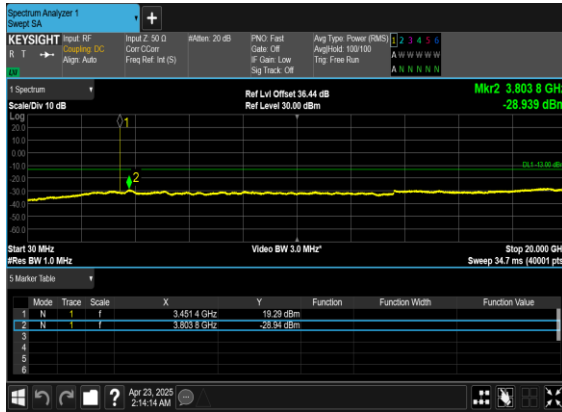 Spectrum Analyzer 1
Swept SA
+
KEYSIGHT Input: RF Input Z: 50 Ω #Atten: 20 dB PNO: Fast Avg Type: Power (RMS) 1 2 3 4 5 6
R T Coupling: DC Corr CCorr Gate: Off Avg|Hold: 100/100 A W W W W W
Align: Auto Freq Ref: Int (S) IF Gain: Low Trig: Free Run
LU Sig Track: Off A N N N N N
1 Spectrum Ref Lvl Offset 36.44 dB Mkr2 3.803 8 GHz
Scale/Div 10 dB Ref Level 30.00 dBm -28.939 dBm
Log
20.0
10.0
0.00
-10.0
-20.0
-30.0
-40.0
-50.0
-60.0
1
2
DL1 -13.00 dBm
Start 30 MHz Video BW 3.0 MHz* Stop 20.000 GHz
#Res BW 1.0 MHz Sweep 34.7 ms (40001 pts)
5 Marker Table
Mode Trace Scale X Y Function Function Width Function Value
1 N 1 f 3.451 4 GHz 19.29 dBm
2 N 1 f 3.803 8 GHz -28.94 dBm
3
4
5
6
? Apr 23, 2025
2:14:14 AM